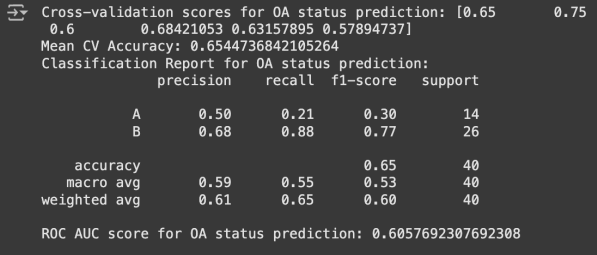 Cross-validation scores for OA status prediction: [0.65 0.75
0.6 0.68421053 0.63157895 0.57894737]
Mean CV Accuracy: 0.6544736842105264
Classification Report for OA status prediction:
precision recall f1-score support
A 0.50 0.21 0.30 14
B 0.68 0.88 0.77 26
accuracy 0.65 40
macro avg 0.59 0.55 0.53 40
weighted avg 0.61 0.65 0.60 40
ROC AUC score for OA status prediction: 0.6057692307692308